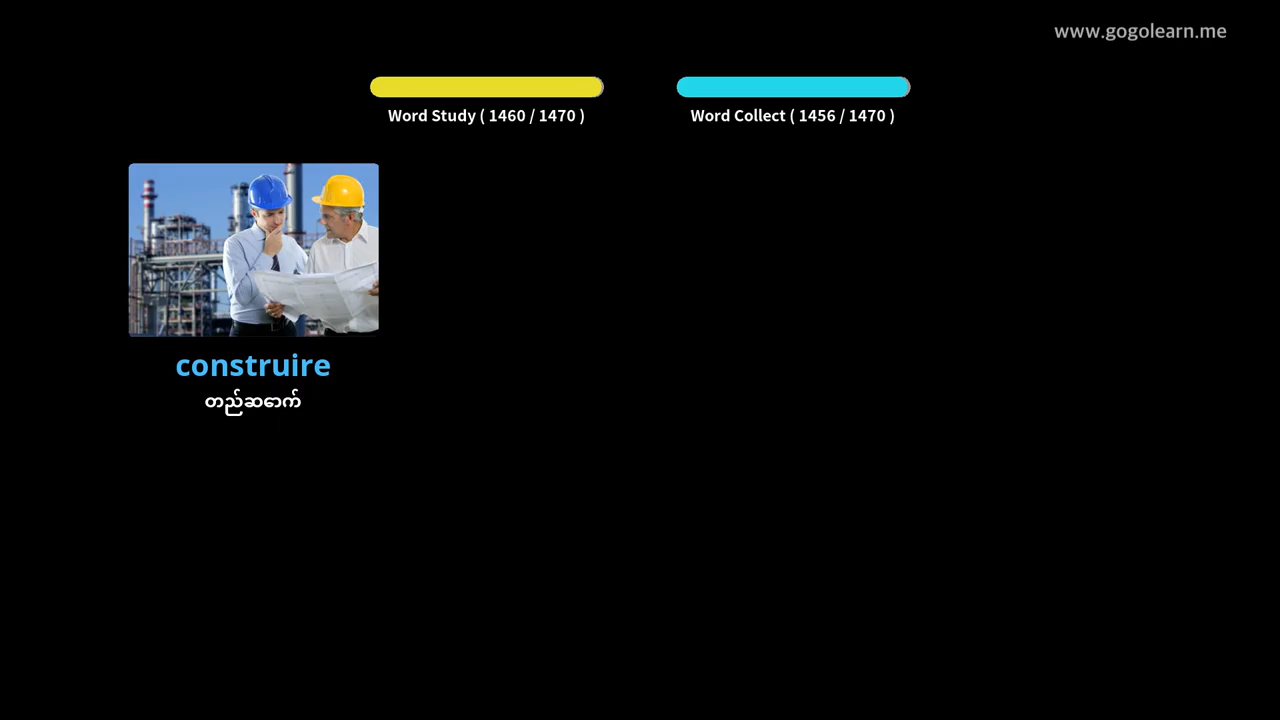 www.gogolearn.me
Word Study ( 1460 / 1470 )
Word Collect ( 1456 / 1470 )
construire
တည်ဆောက်